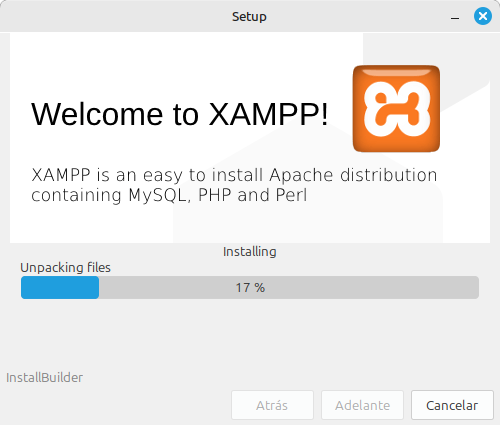 Setup
Welcome to XAMPP!
XAMPP is an easy to install Apache distribution
containing MySQL, PHP and Perl
Installing
Unpacking files
17 %
InstallBuilder
Atrás
Adelante
Cancelar